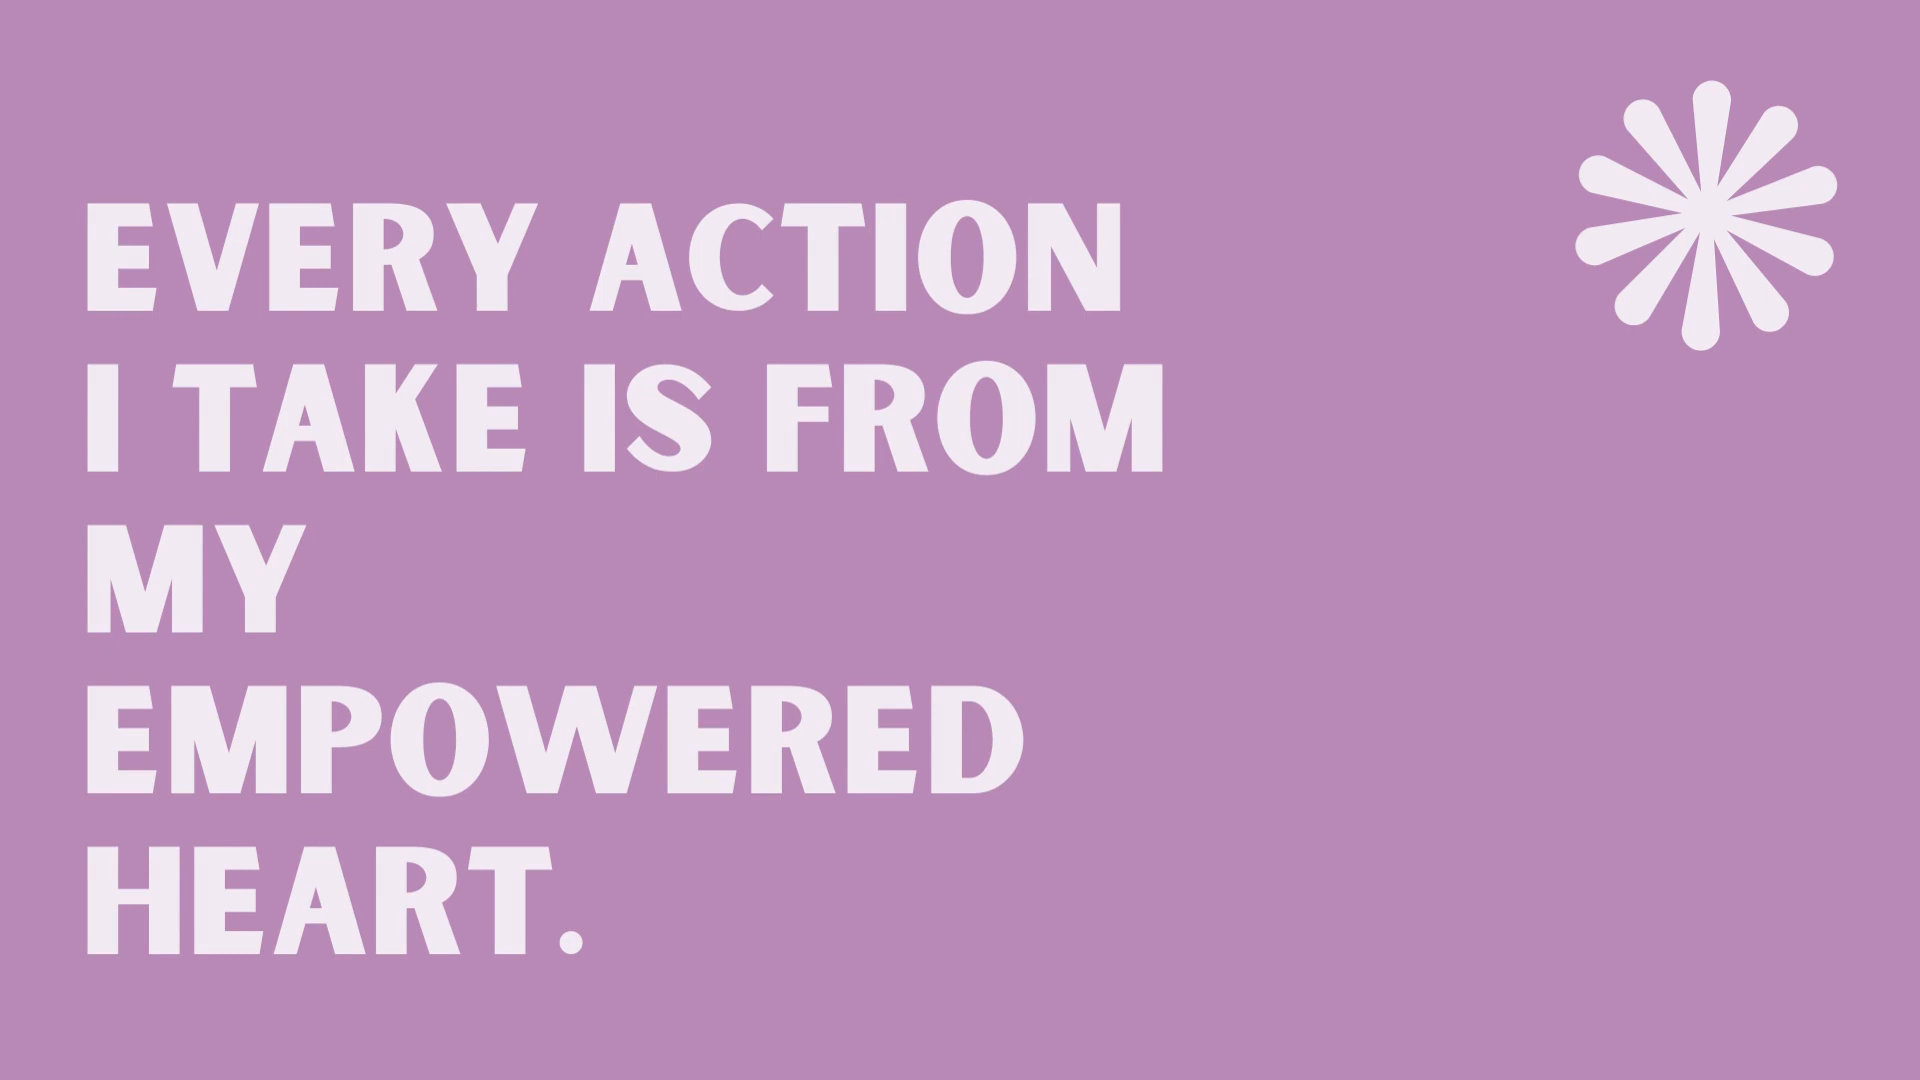 EVERY ACTION
I TAKE IS FROM
MY
EMPOWERED
HEART.